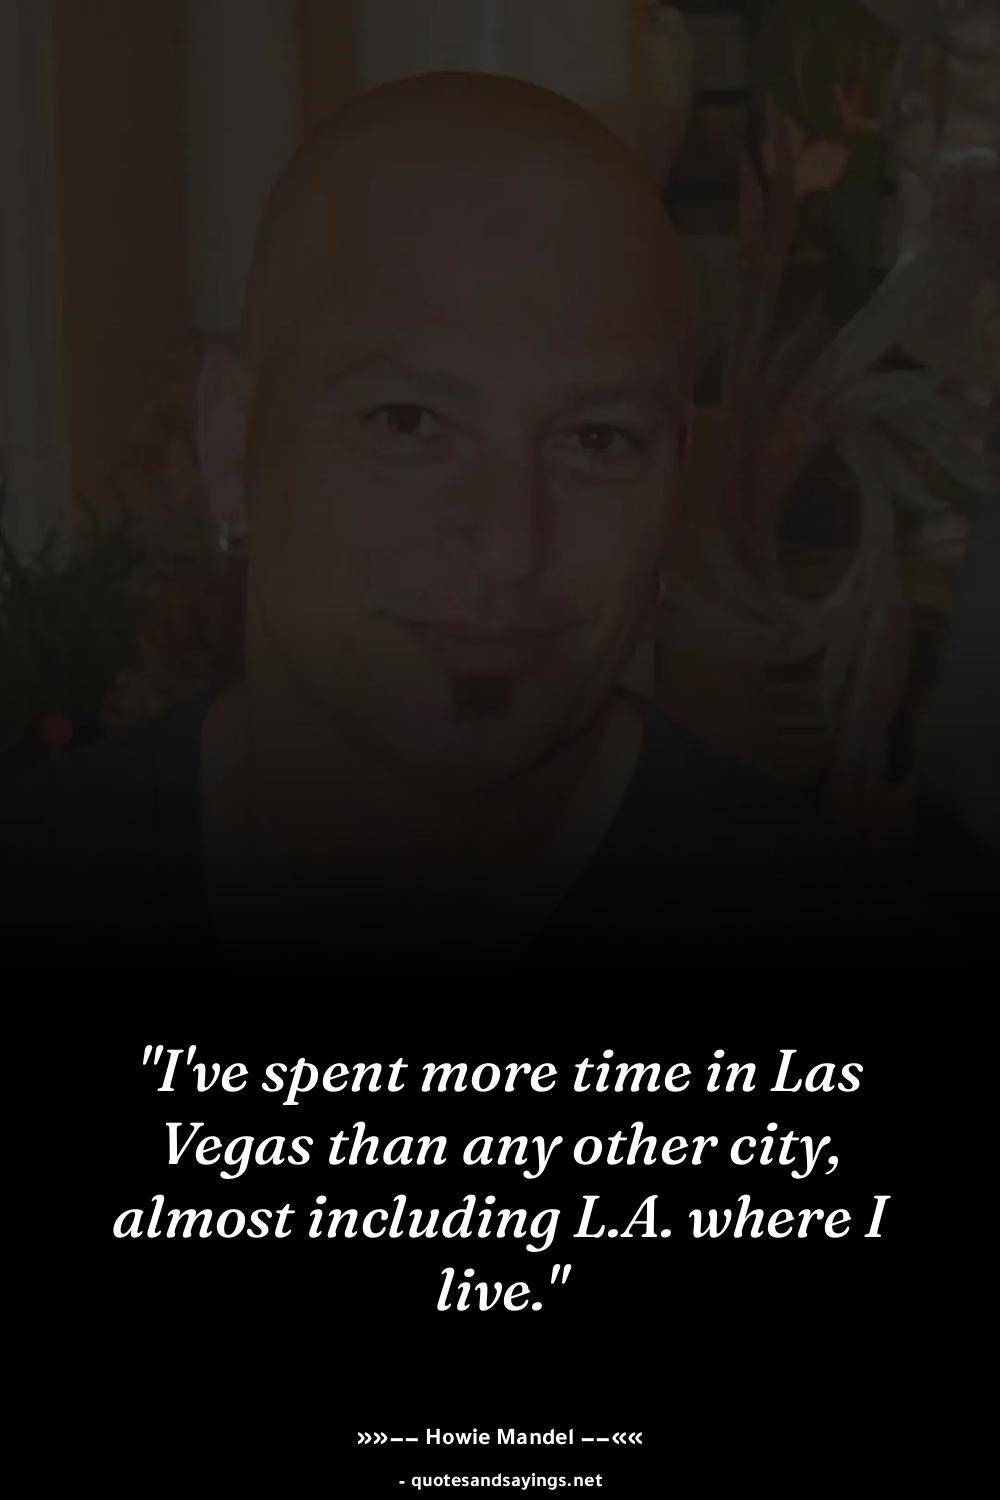 "I've spent more time in Las
Vegas than any other city,
almost including L.A. where I
live."
»»−− Howie Mandel −−««
- quotesandsayings.net